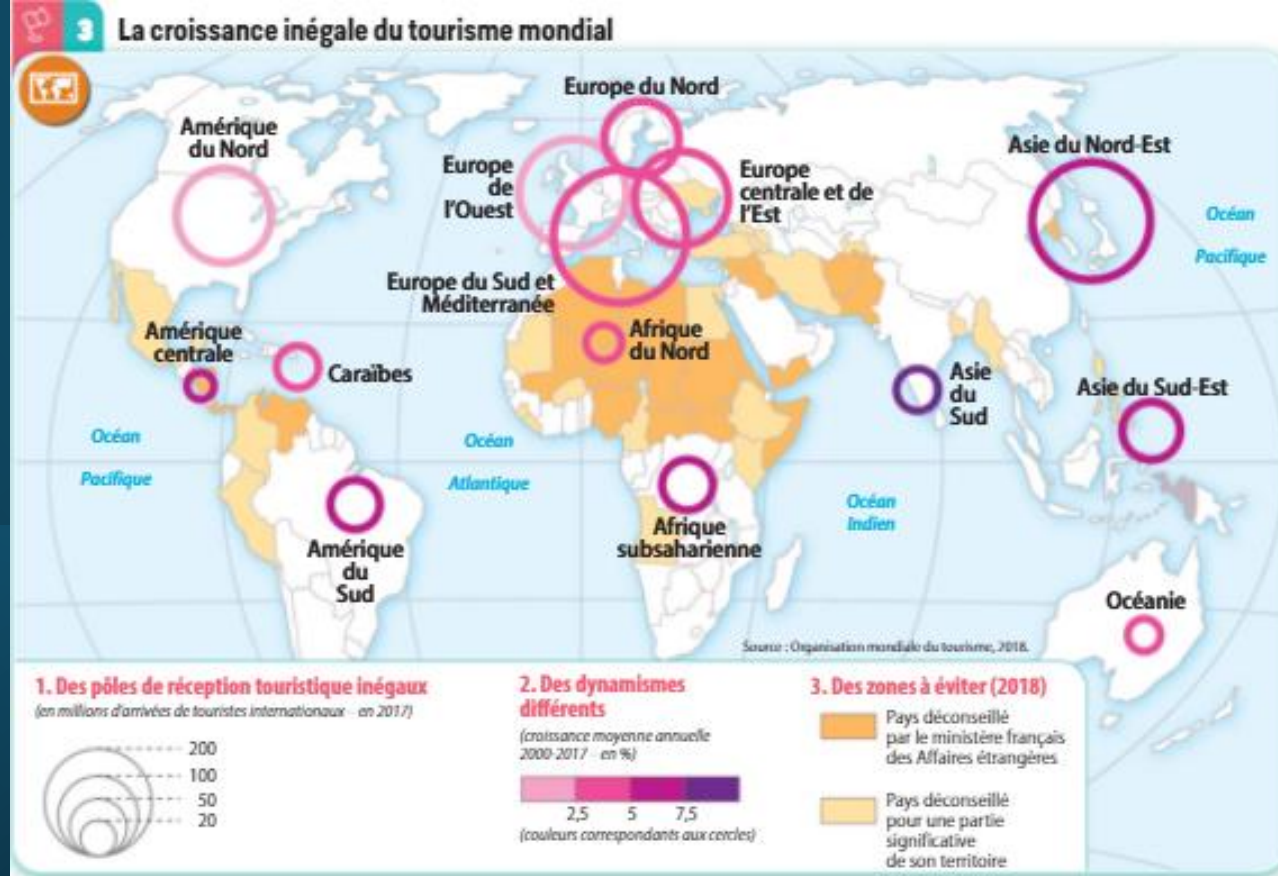 3 La croissance inégale du tourisme mondial
Europe du Nord
Amérique
du Nord
Europe
de
l'Ouest
Europe
centrale et de
l'Est
Asie du Nord-Est
Océan
Pacifique
Europe du Sud et
Méditerranée
Amérique
centrale
Caraïbes
Afrique
du Nord
Asie
du
Sud
Asie du Sud-Est
Océan
Pacifique
Océan
Atlantique
Océan
Indien
Amérique
du
Sud
Afrique
subsaharienne
Océanie
Source : Organisation mondiale du tourisme, 2018.
1. Des pôles de réception touristique inégaux
(en millions d'arrivées de touristes internationaux – en 2017)
200
100
50
20
2. Des dynamismes
différents
(croissance moyenne annuelle
2000-2017 – en %)
2,5 5 7,5
(couleurs correspondants aux cercles)
3. Des zones à éviter (2018)
Pays déconseillé
par le ministère français
des Affaires étrangères
Pays déconseillé
pour une partie
significative
de son territoire